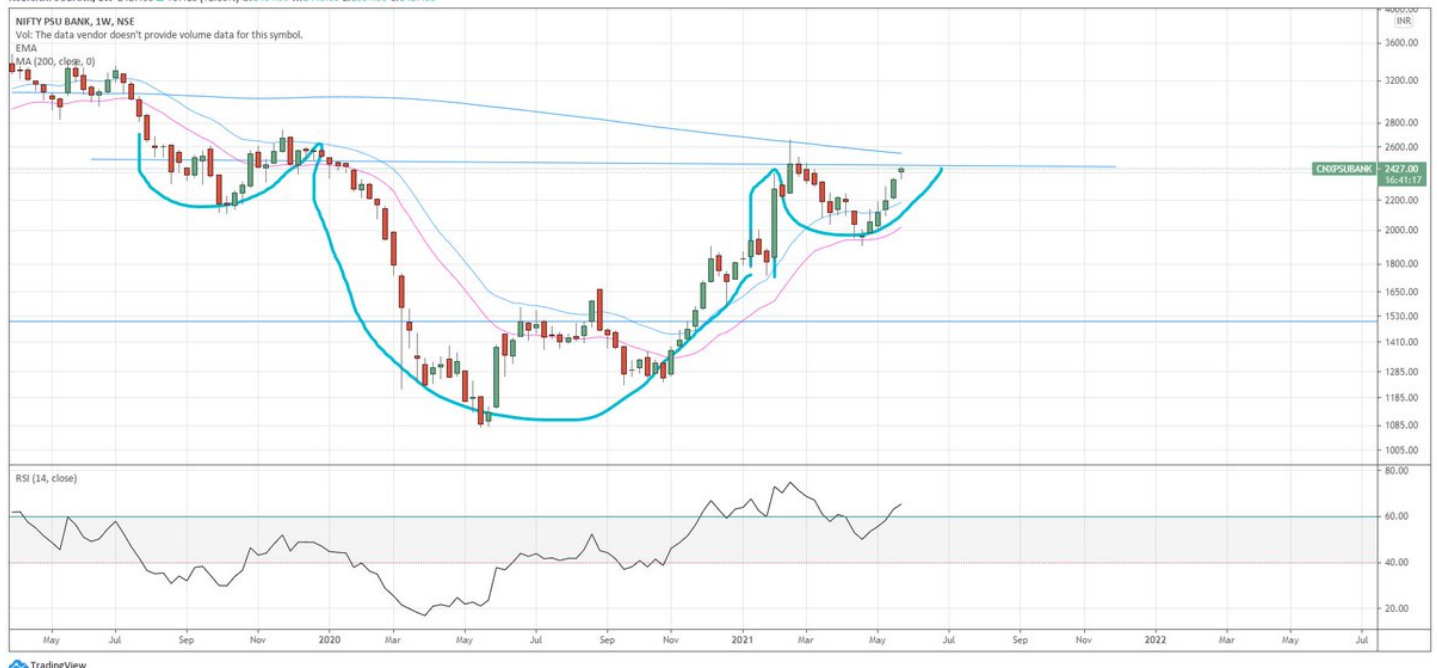 NIFTY PSU BANK, 1W, NSE
Vol: The data vendor doesn't provide volume data for this symbol.
EMA
MA (200, close, 0)
4000.00
INR
3600.00
3200.00
2800.00
2600.00
CNXPSUBANK 2427.00
16:41:17
2200.00
2000.00
1800.00
1650.00
1530.00
1410.00
1285.00
1185.00
1085.00
1005.00
RSI (14, close)
80.00
60.00
40.00
20.00
May Jul Sep Nov 2020 Mar May Jul Sep Nov 2021 Mar May Jul Sep Nov 2022 Mar May Jul
TradingView